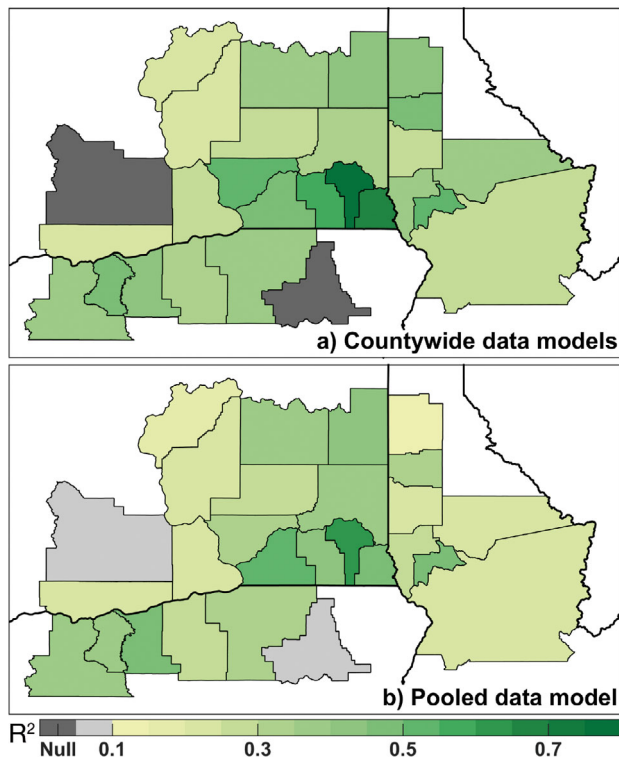 a) Countywide data models
b) Pooled data model
R²
Null 0.1 0.3 0.5 0.7